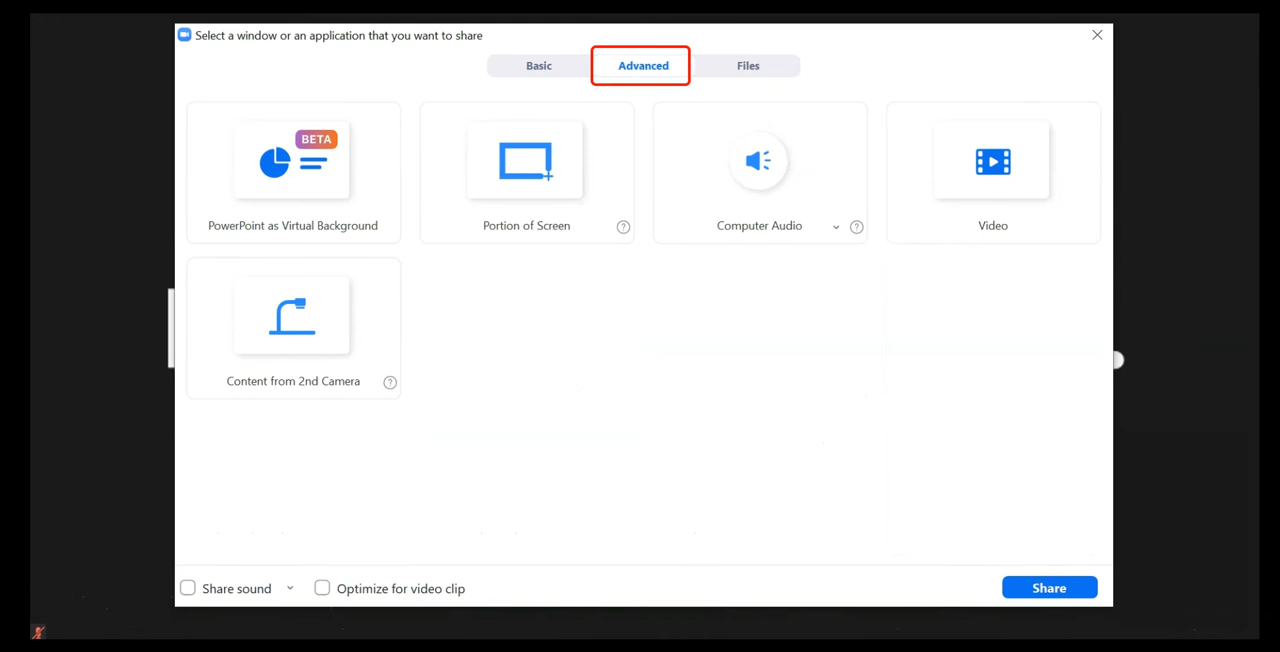 Select a window or an application that you want to share
Basic
Advanced
Files
BETA
PowerPoint as Virtual Background
Portion of Screen
?
Computer Audio
?
Video
Content from 2nd Camera
?
Share sound
Optimize for video clip
Share